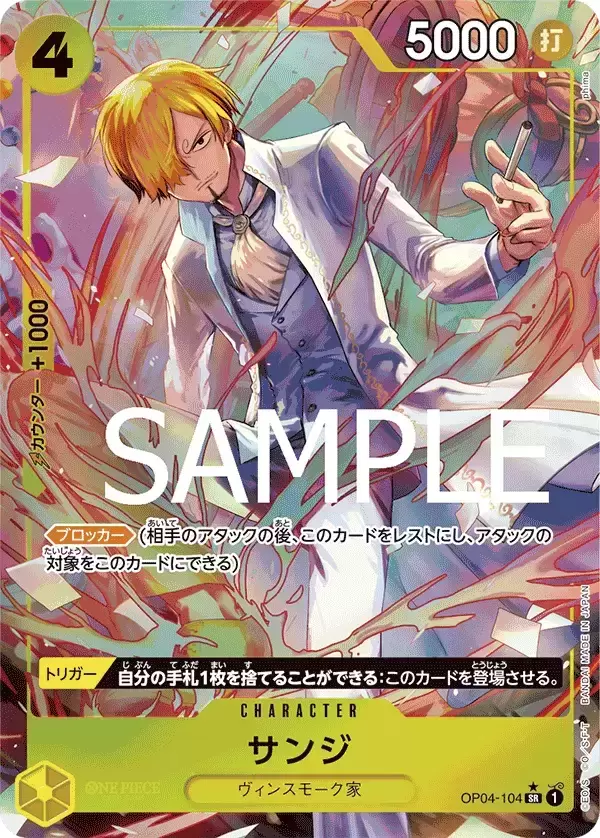 4
5000
打
phime
カウンター +1000
SAMPLE
ブロッカー (相手のアタックの後、このカードをレストにし、アタックの
対象をこのカードにできる)
トリガー 自分の手札1枚を捨てることができる:このカードを登場させる。
CHARACTER
サンジ
ヴィンスモーク家
©ONE PIECE
OP04-104 SR 1
©E.O/S. ©O/S・F・T BANDAI MADE IN JAPAN